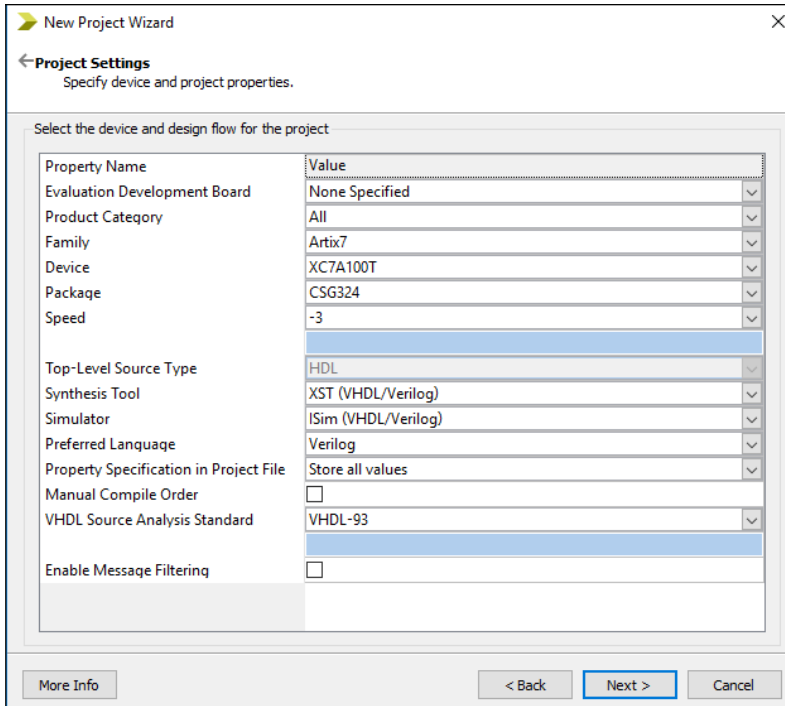 New Project Wizard
Project Settings
Specify device and project properties.
Select the device and design flow for the project
Property Name Value
Evaluation Development Board None Specified
Product Category All
Family Artix7
Device XC7A100T
Package CSG324
Speed -3
Top-Level Source Type HDL
Synthesis Tool XST (VHDL/Verilog)
Simulator ISim (VHDL/Verilog)
Preferred Language Verilog
Property Specification in Project File Store all values
Manual Compile Order
VHDL Source Analysis Standard VHDL-93
Enable Message Filtering
More Info < Back Next > Cancel